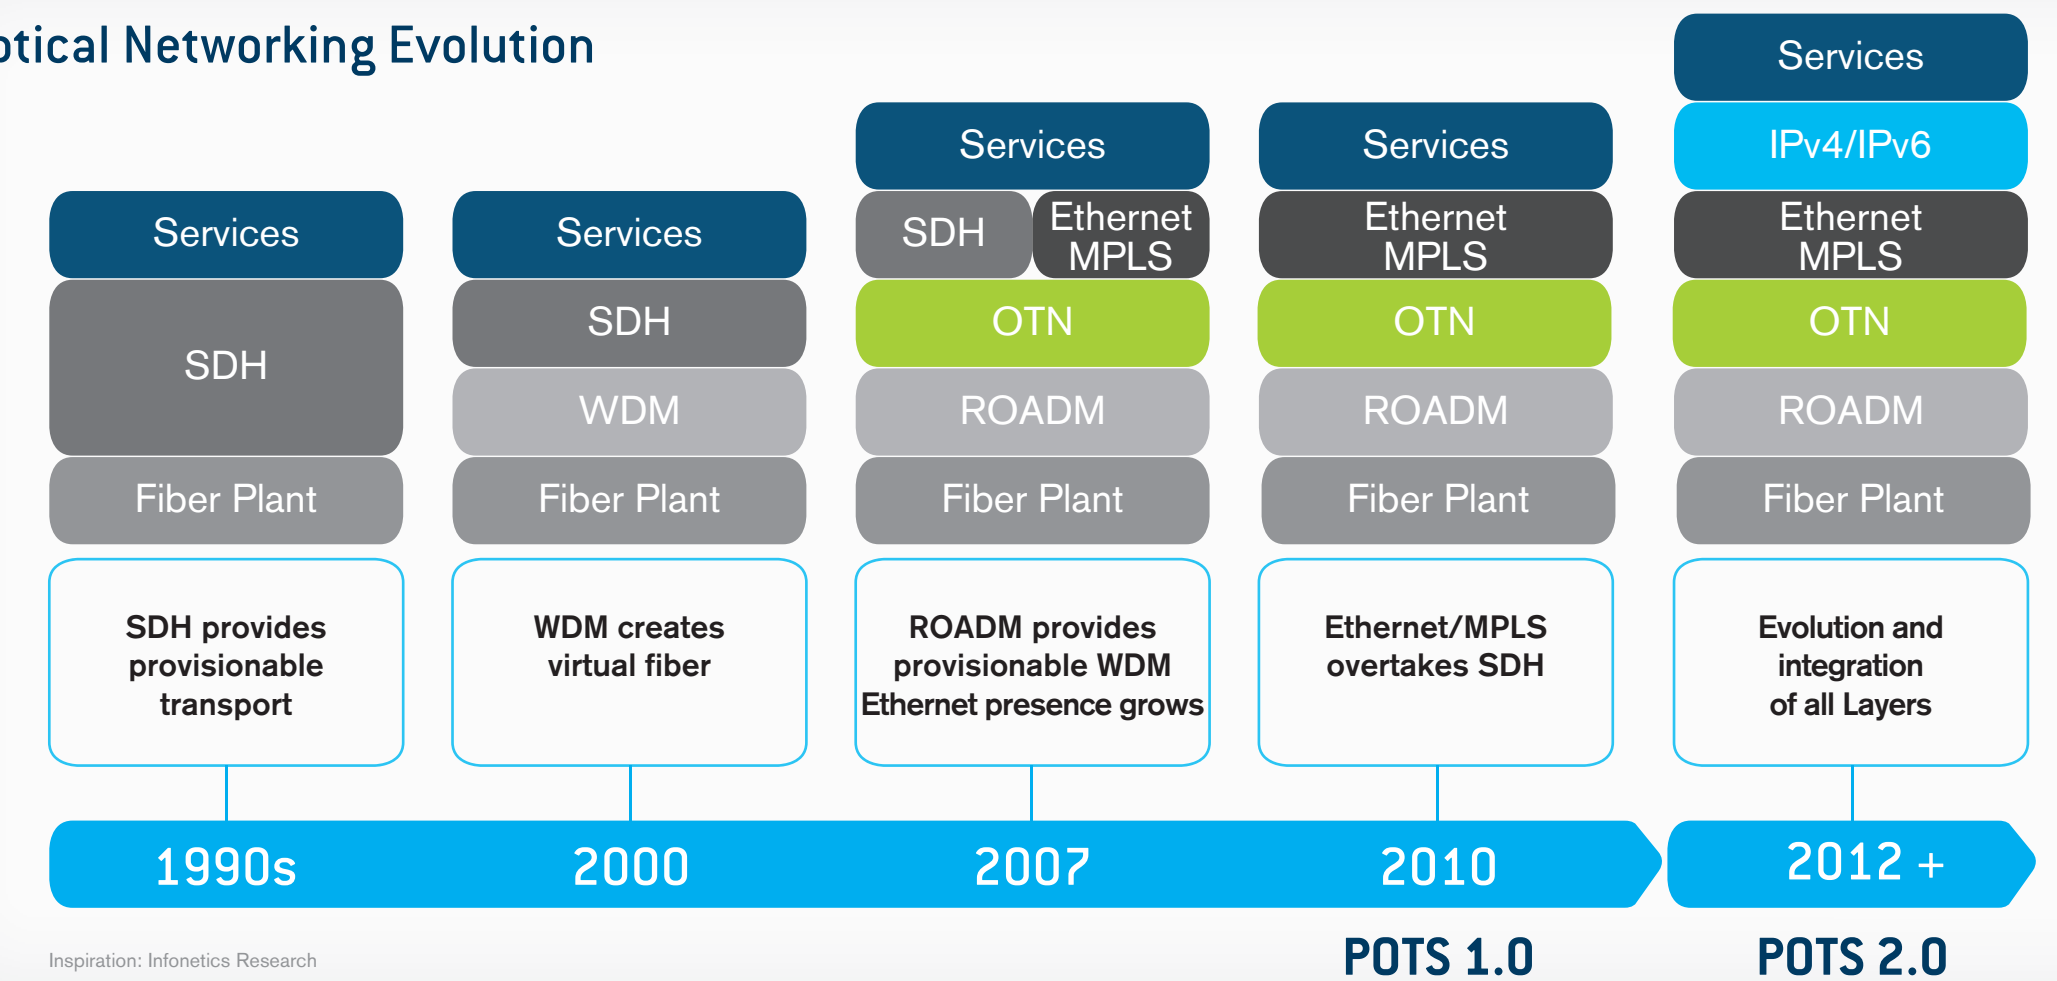 ptical Networking Evolution
Services
SDH
Fiber Plant
SDH provides
provisionable
transport
1990s
Services
SDH
WDM
Fiber Plant
WDM creates
virtual fiber
2000
Services
SDH
Ethernet
MPLS
OTN
ROADM
Fiber Plant
ROADM provides
provisionable WDM
Ethernet presence grows
2007
Services
Ethernet
MPLS
OTN
ROADM
Fiber Plant
Ethernet/MPLS
overtakes SDH
2010
POTS 1.0
Services
IPv4/IPv6
Ethernet
MPLS
OTN
ROADM
Fiber Plant
Evolution and
integration
of all Layers
2012 +
POTS 2.0
Inspiration: Infonetics Research